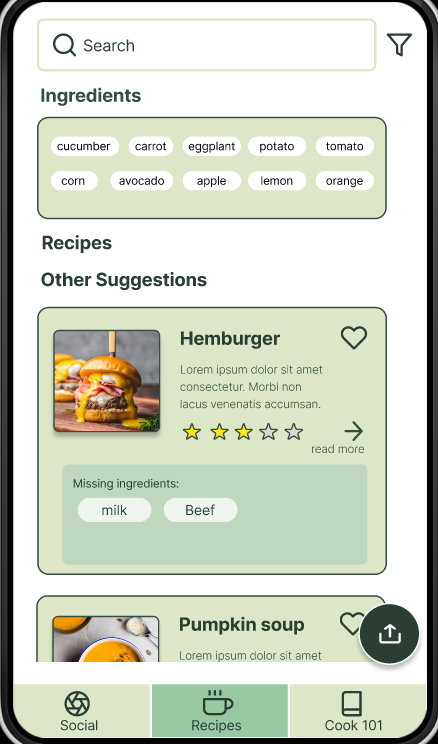 Search
Ingredients
cucumber carrot eggplant potato tomato
corn avocado apple lemon orange
Recipes
Other Suggestions
Hemburger
Lorem ipsum dolor sit amet
consectetur. Morbi non
lacus venenatis accumsan.
read more
Missing ingredients:
milk Beef
Pumpkin soup
Lorem ipsum dolor sit amet
Social Recipes Cook 101